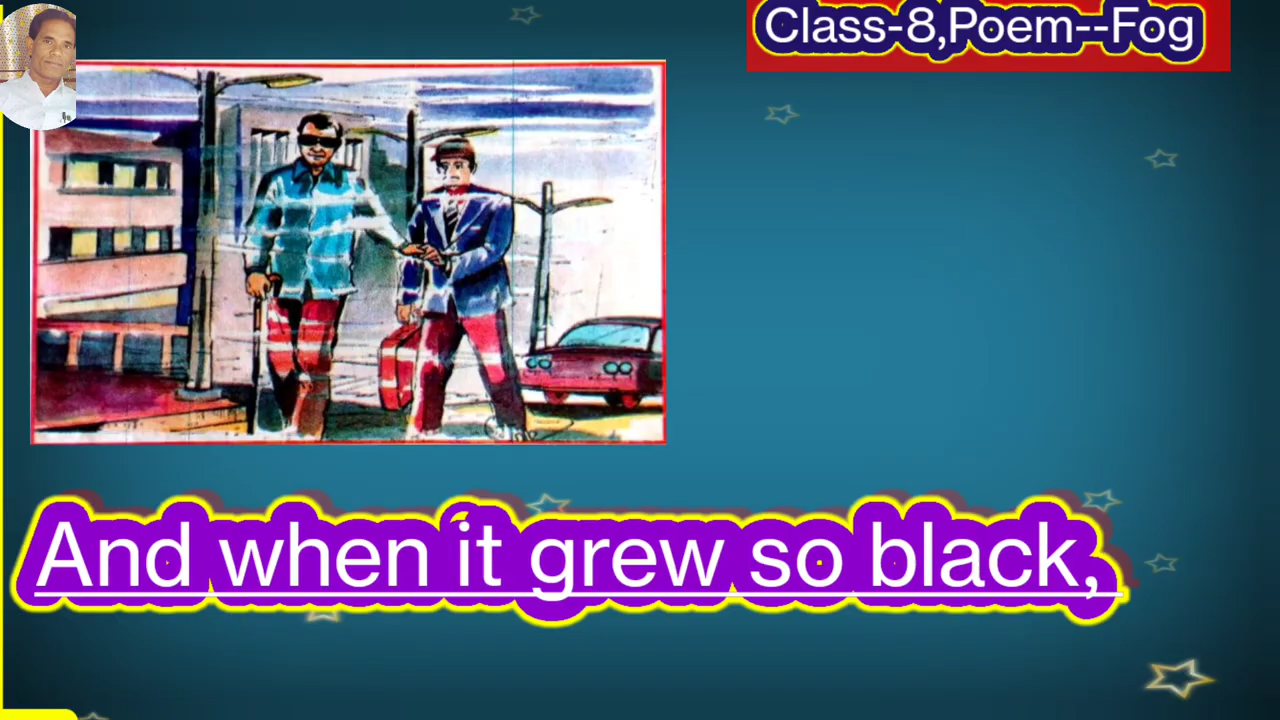 Class-8,Poem--Fog
And when it grew so black,